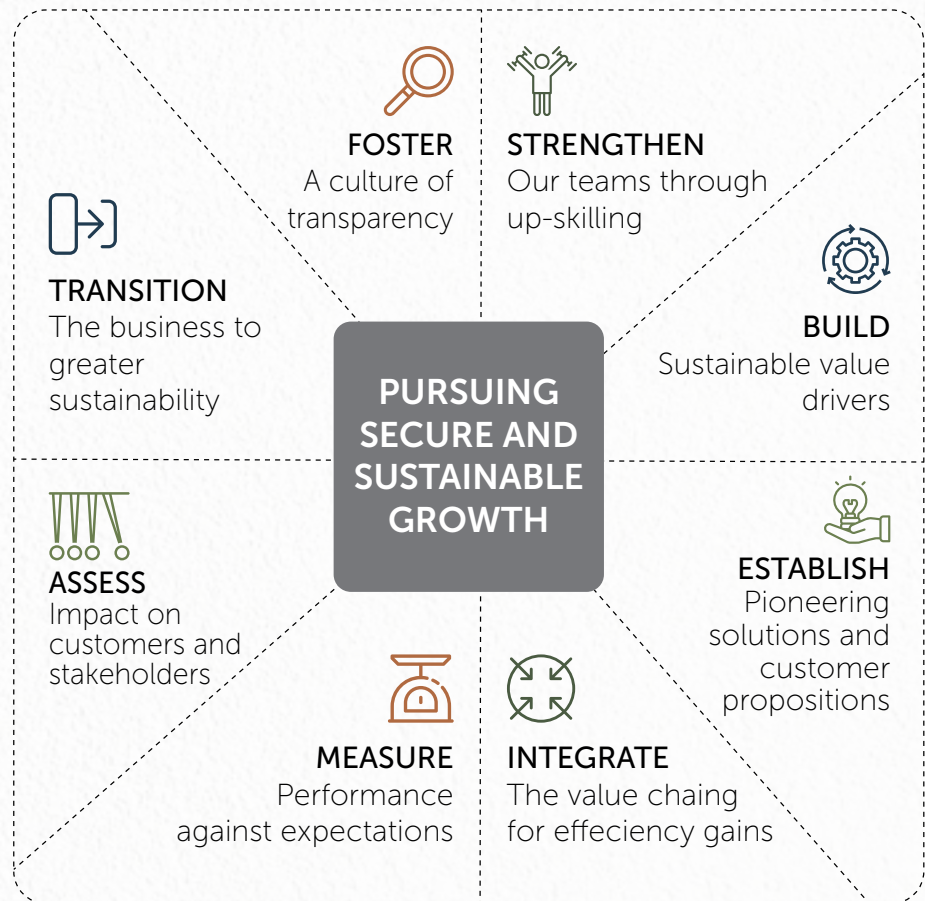 FOSTER
A culture of
transparency
STRENGTHEN
Our teams through
up-skilling
BUILD
Sustainable value
drivers
ESTABLISH
Pioneering
solutions and
customer
propositions
INTEGRATE
The value chaing
for effeciency gains
MEASURE
Performance
against expectations
ASSESS
Impact on
customers and
stakeholders
TRANSITION
The business to
greater
sustainability
PURSUING
SECURE AND
SUSTAINABLE
GROWTH